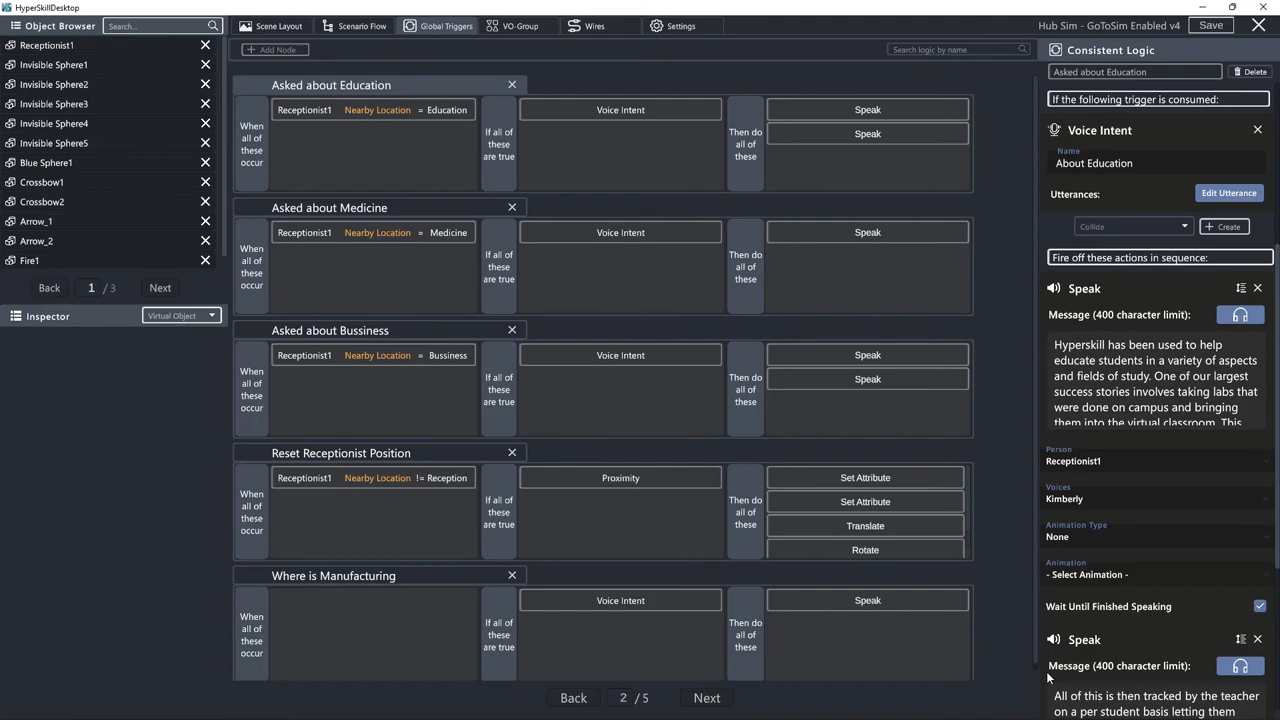 HyperSkillDesktop
Object Browser
Search...
Scene Layout
Scenario Flow
Global Triggers
VO-Group
Wires
Settings
Hub Sim - GoToSim Enabled v4
Save
Receptionist1
Invisible Sphere1
Invisible Sphere2
Invisible Sphere3
Invisible Sphere4
Invisible Sphere5
Blue Sphere1
Crossbow1
Crossbow2
Arrow_1
Arrow_2
Fire1
Back 1 / 3 Next
Inspector
Virtual Object
+ Add Node
Search logic by name
Asked about Education
When all of these occur
Receptionist1 Nearby Location = Education
If all of these are true
Voice Intent
Then do all of these
Speak
Speak
Asked about Medicine
When all of these occur
Receptionist1 Nearby Location = Medicine
If all of these are true
Voice Intent
Then do all of these
Speak
Asked about Bussiness
When all of these occur
Receptionist1 Nearby Location = Bussiness
If all of these are true
Voice Intent
Then do all of these
Speak
Speak
Reset Receptionist Position
When all of these occur
Receptionist1 Nearby Location != Reception
If all of these are true
Proximity
Then do all of these
Set Attribute
Set Attribute
Translate
Rotate
Where is Manufacturing
When all of these occur
If all of these are true
Voice Intent
Then do all of these
Speak
Back 2 / 5 Next
Consistent Logic
Asked about Education
Delete
If the following trigger is consumed:
Voice Intent
Name
About Education
Utterances:
Edit Utterance
Collide
+ Create
Fire off these actions in sequence:
Speak
Message (400 character limit):
Hyperskill has been used to help
educate students in a variety of aspects
and fields of study. One of our largest
success stories involves taking labs that
were done on campus and bringing
them into the virtual classroom. This
Person
Receptionist1
Voices
Kimberly
Animation Type
None
Animation
- Select Animation -
Wait Until Finished Speaking
Speak
Message (400 character limit):
All of this is then tracked by the teacher
on a per student basis letting them